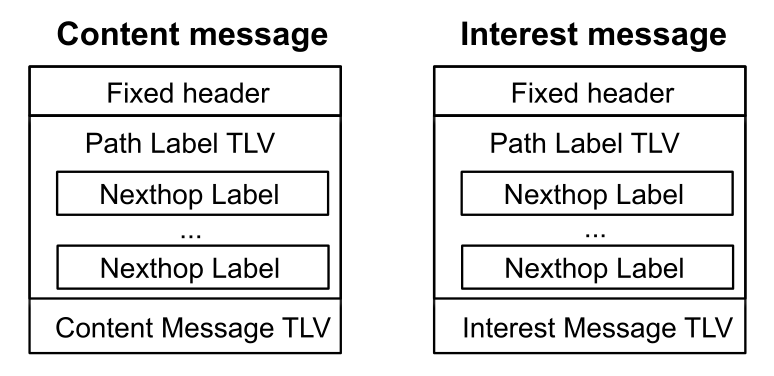 Content message
Fixed header
Path Label TLV
Nexthop Label
...
Nexthop Label
Content Message TLV
Interest message
Fixed header
Path Label TLV
Nexthop Label
...
Nexthop Label
Interest Message TLV